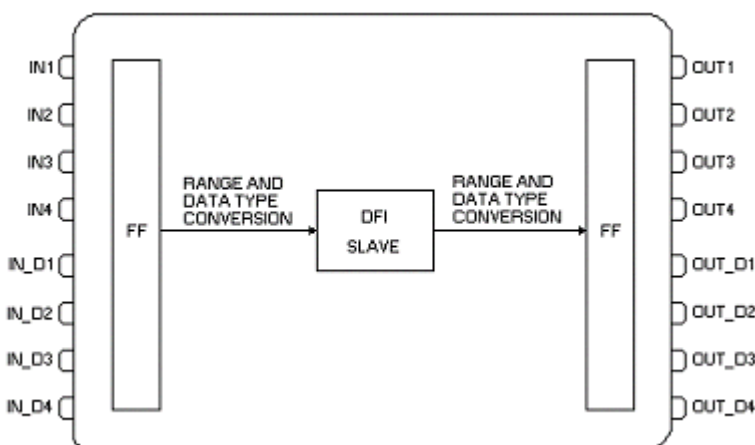 IN1
IN2
IN3
IN4
IN_D1
IN_D2
IN_D3
IN_D4
FF
RANGE AND
DATA TYPE
CONVERSION
DFI
SLAVE
RANGE AND
DATA TYPE
CONVERSION
FF
OUT1
OUT2
OUT3
OUT4
OUT_D1
OUT_D2
OUT_D3
OUT_D4